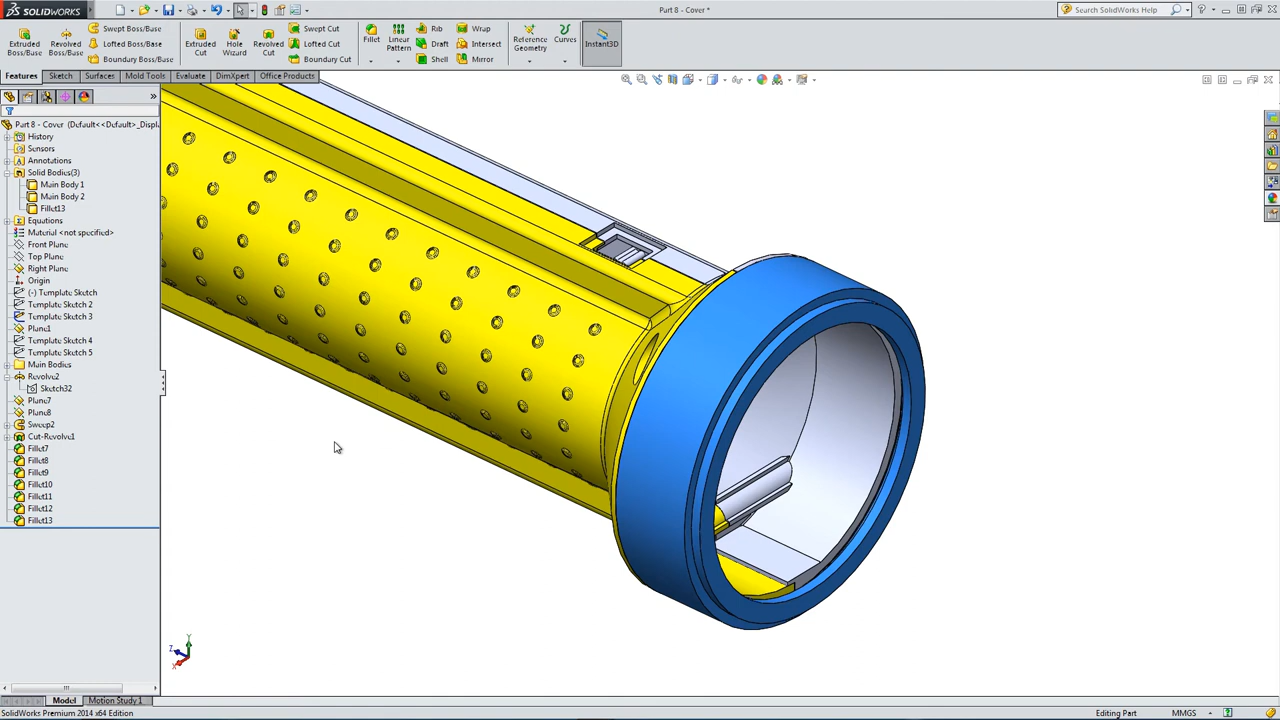 SOLIDWORKS
Part 8 - Cover *
Search SolidWorks Help
Extruded Boss/Base
Revolved Boss/Base
Swept Boss/Base
Lofted Boss/Base
Boundary Boss/Base
Extruded Cut
Hole Wizard
Revolved Cut
Swept Cut
Lofted Cut
Boundary Cut
Fillet
Linear Pattern
Rib
Draft
Shell
Wrap
Intersect
Mirror
Reference Geometry
Curves
Instant3D
Features Sketch Surfaces Mold Tools Evaluate DimXpert Office Products
Part 8 - Cover (Default<<Default>_Displ
History
Sensors
Annotations
Solid Bodies(3)
Main Body 1
Main Body 2
Fillet13
Equations
Material <not specified>
Front Plane
Top Plane
Right Plane
Origin
(-) Template Sketch
Template Sketch 2
Template Sketch 3
Plane1
Template Sketch 4
Template Sketch 5
Main Bodies
Revolve2
Sketch32
Plane7
Plane8
Sweep2
Cut-Revolve1
Fillet7
Fillet8
Fillet9
Fillet10
Fillet11
Fillet12
Fillet13
Y
Z
X
Model Motion Study 1
SolidWorks Premium 2014 x64 Edition
Editing Part
MMGS